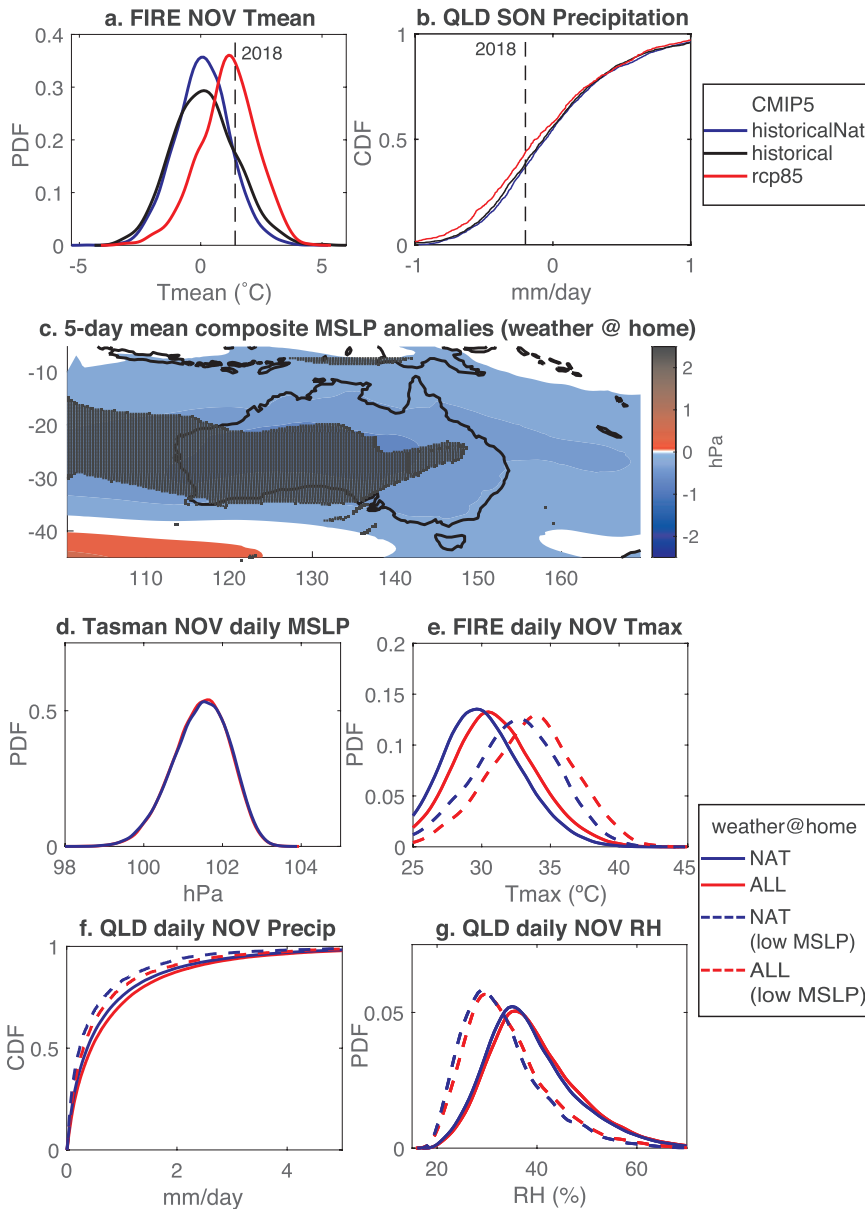 a. FIRE NOV Tmean
b. QLD SON Precipitation
0.4
0.3
0.2
0.1
0
PDF
2018
-5
0
5
Tmean (˚C)
1
0.5
0
CDF
2018
-1
0
1
mm/day
CMIP5
historicalNat
historical
rcp85
c. 5-day mean composite MSLP anomalies (weather @ home)
-10
-20
-30
-40
110
120
130
140
150
160
2
1
0
-1
-2
hPa
d. Tasman NOV daily MSLP
e. FIRE daily NOV Tmax
0.5
0
PDF
98
100
102
104
hPa
0.2
0.15
0.1
0.05
0
PDF
25
30
35
40
45
Tmax (ºC)
weather@home
NAT
ALL
NAT
(low MSLP)
ALL
(low MSLP)
f. QLD daily NOV Precip
g. QLD daily NOV RH
1
0.5
0
CDF
0
2
4
mm/day
0.05
0
PDF
20
40
60
RH (%)